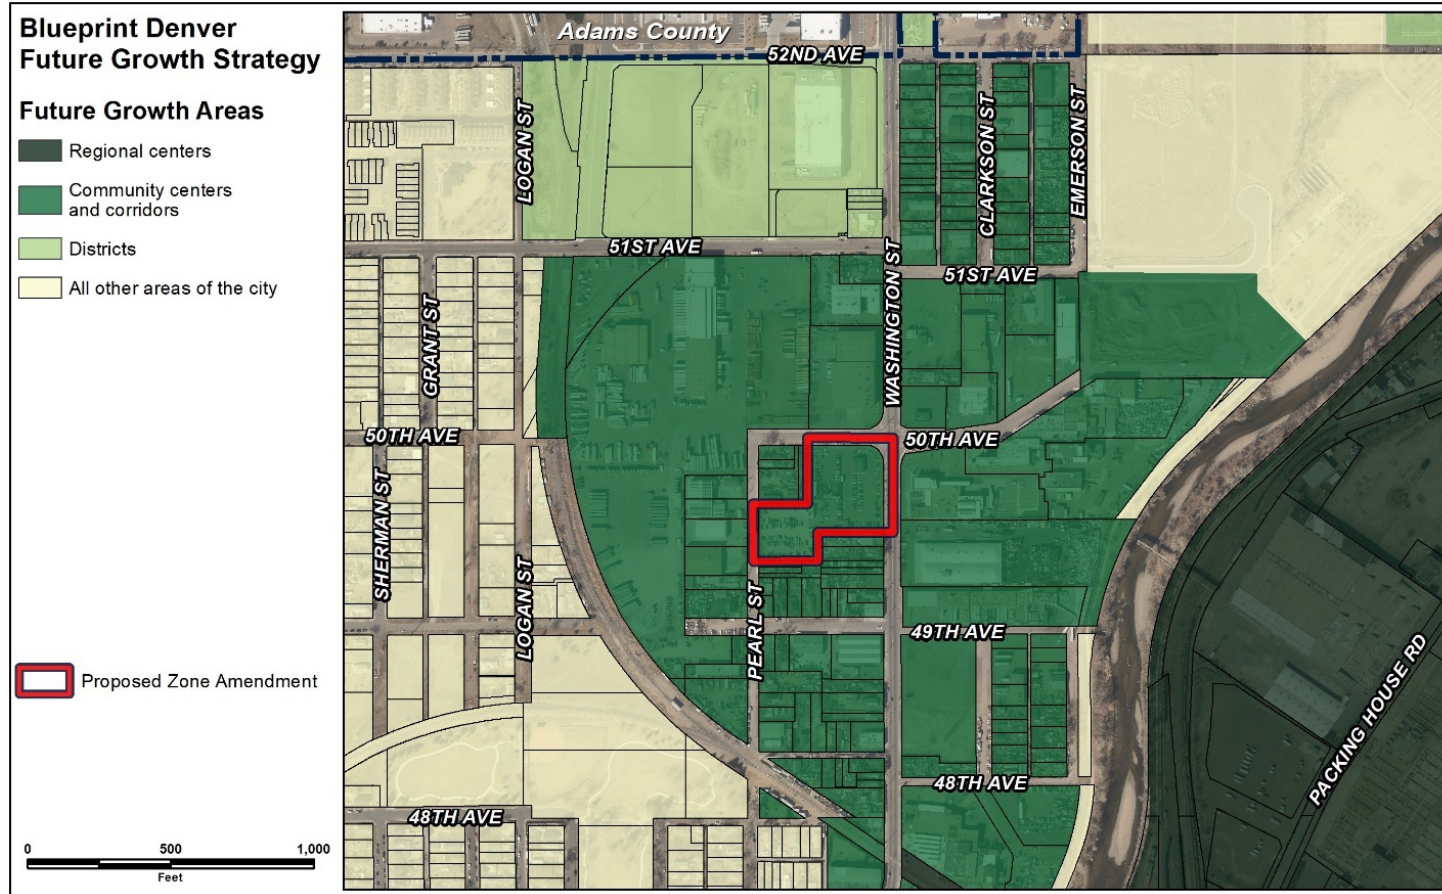 Blueprint Denver
Future Growth Strategy
Future Growth Areas
Regional centers
Community centers
and corridors
Districts
All other areas of the city
Proposed Zone Amendment
0 500 1,000
Feet
Adams County
52ND AVE
LOGAN ST
CLARKSON ST
EMERSON ST
51ST AVE
51ST AVE
WASHINGTON ST
GRANT ST
50TH AVE
50TH AVE
SHERMAN ST
LOGAN ST
PEARL ST
49TH AVE
PACKING HOUSE RD
48TH AVE
48TH AVE